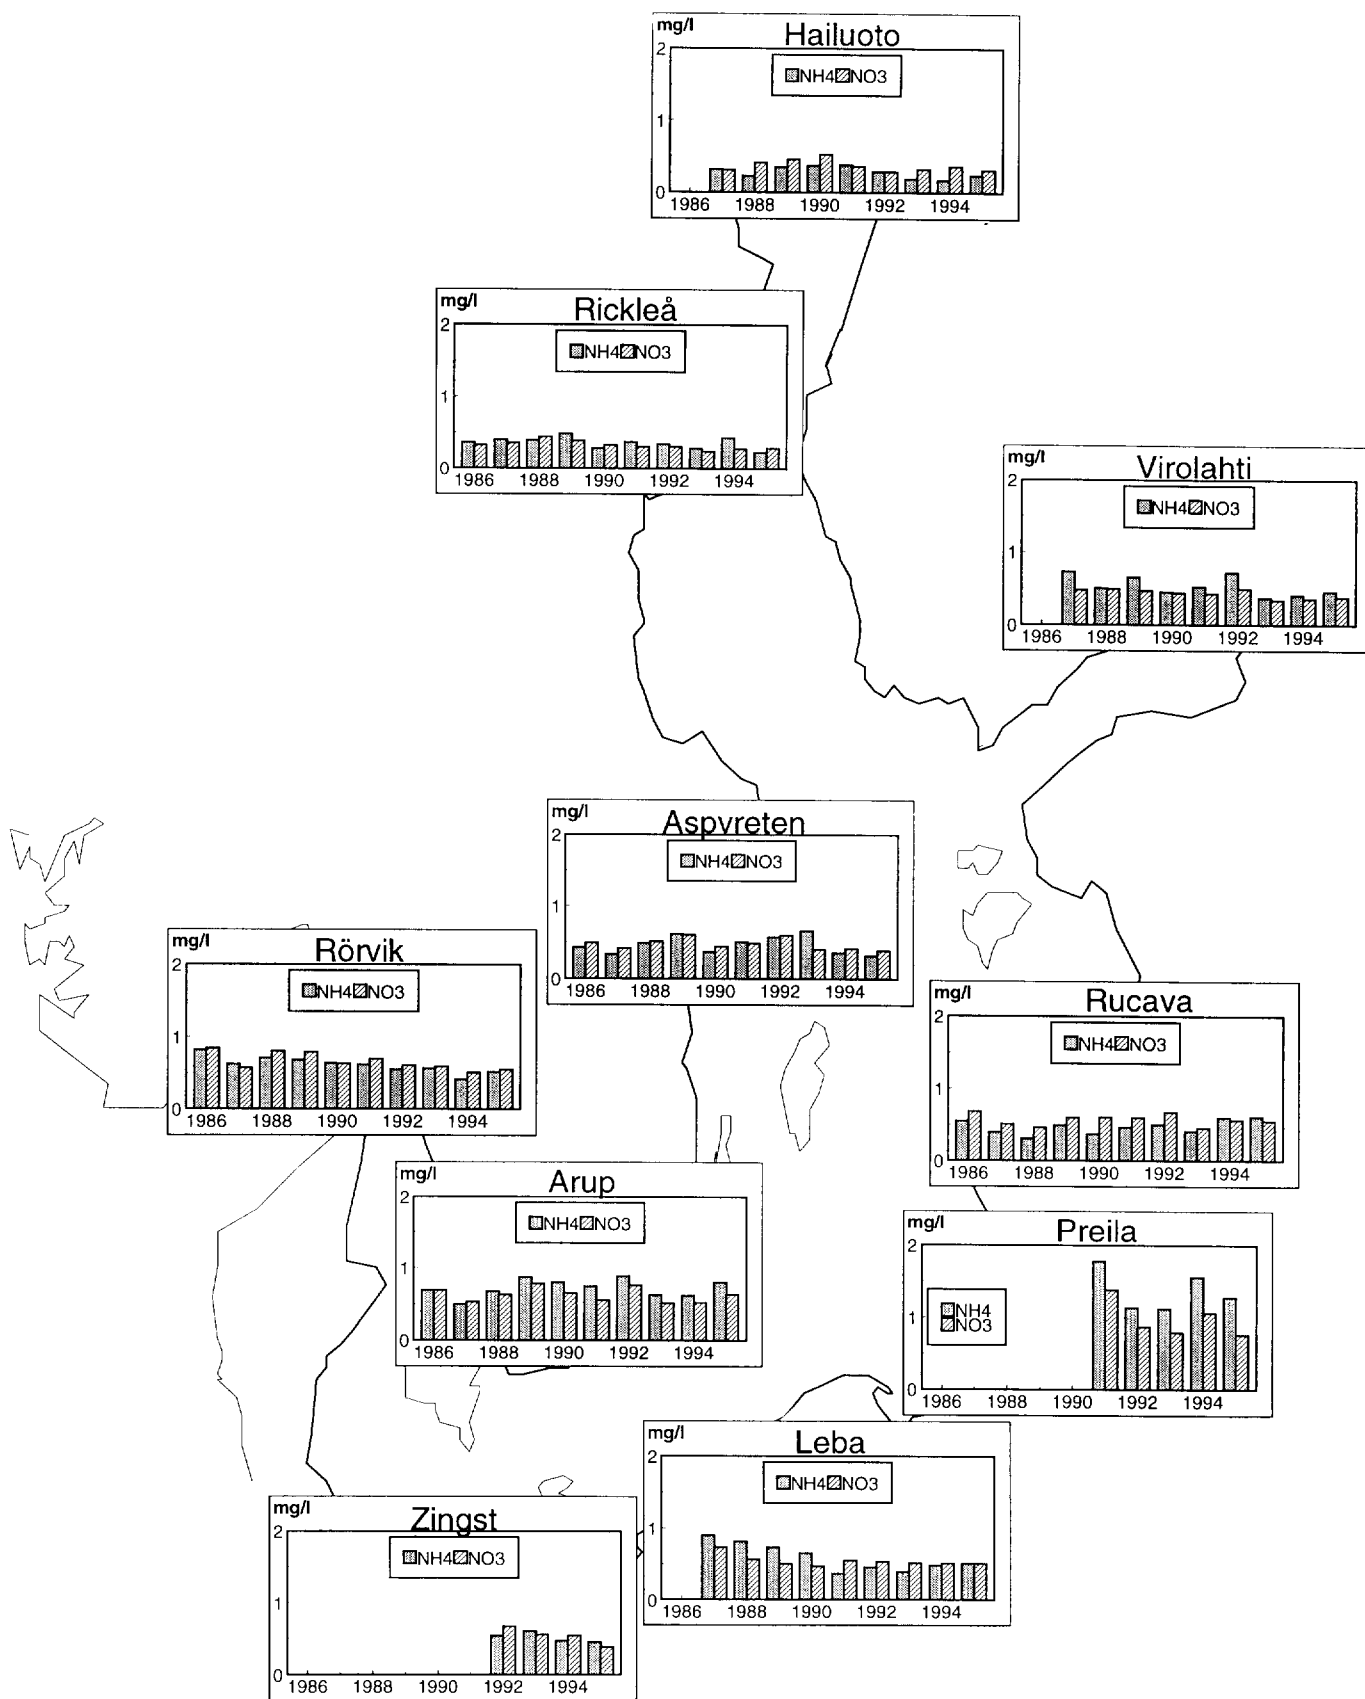 mg/l
Hailuoto
2
NH4 NO3
1
0
1986 1988 1990 1992 1994
mg/l
Rickleå
2
NH4 NO3
1
0
1986 1988 1990 1992 1994
mg/l
Virolahti
2
NH4 NO3
1
0
1986 1988 1990 1992 1994
mg/l
Aspvreten
2
NH4 NO3
1
0
1986 1988 1990 1992 1994
mg/l
Rörvik
2
NH4 NO3
1
0
1986 1988 1990 1992 1994
mg/l
Rucava
2
NH4 NO3
1
0
1986 1988 1990 1992 1994
mg/l
Arup
2
NH4 NO3
1
0
1986 1988 1990 1992 1994
mg/l
Preila
2
NH4
NO3
1
0
1986 1988 1990 1992 1994
mg/l
Leba
2
NH4 NO3
1
0
1986 1988 1990 1992 1994
mg/l
Zingst
2
NH4 NO3
1
0
1986 1988 1990 1992 1994